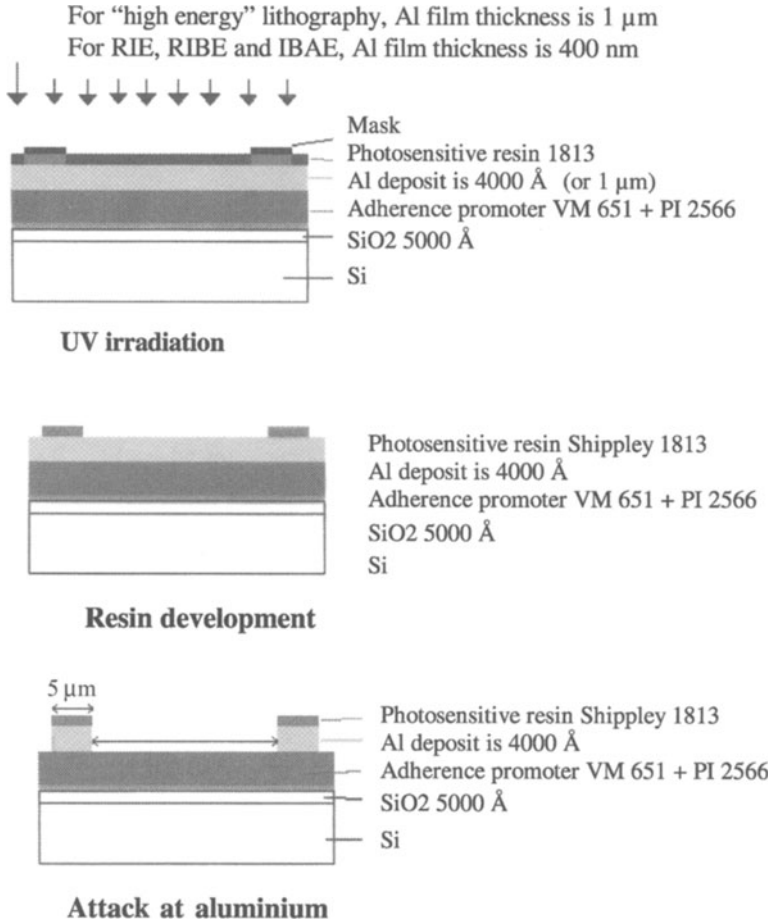 For “high energy” lithography, Al film thickness is 1 μm
For RIE, RIBE and IBAE, Al film thickness is 400 nm
Mask
Photosensitive resin 1813
Al deposit is 4000 Å (or 1 μm)
Adherence promoter VM 651 + PI 2566
SiO2 5000 Å
Si
UV irradiation
Photosensitive resin Shippley 1813
Al deposit is 4000 Å
Adherence promoter VM 651 + PI 2566
SiO2 5000 Å
Si
Resin development
5 μm
Photosensitive resin Shippley 1813
Al deposit is 4000 Å
Adherence promoter VM 651 + PI 2566
SiO2 5000 Å
Si
Attack at aluminium